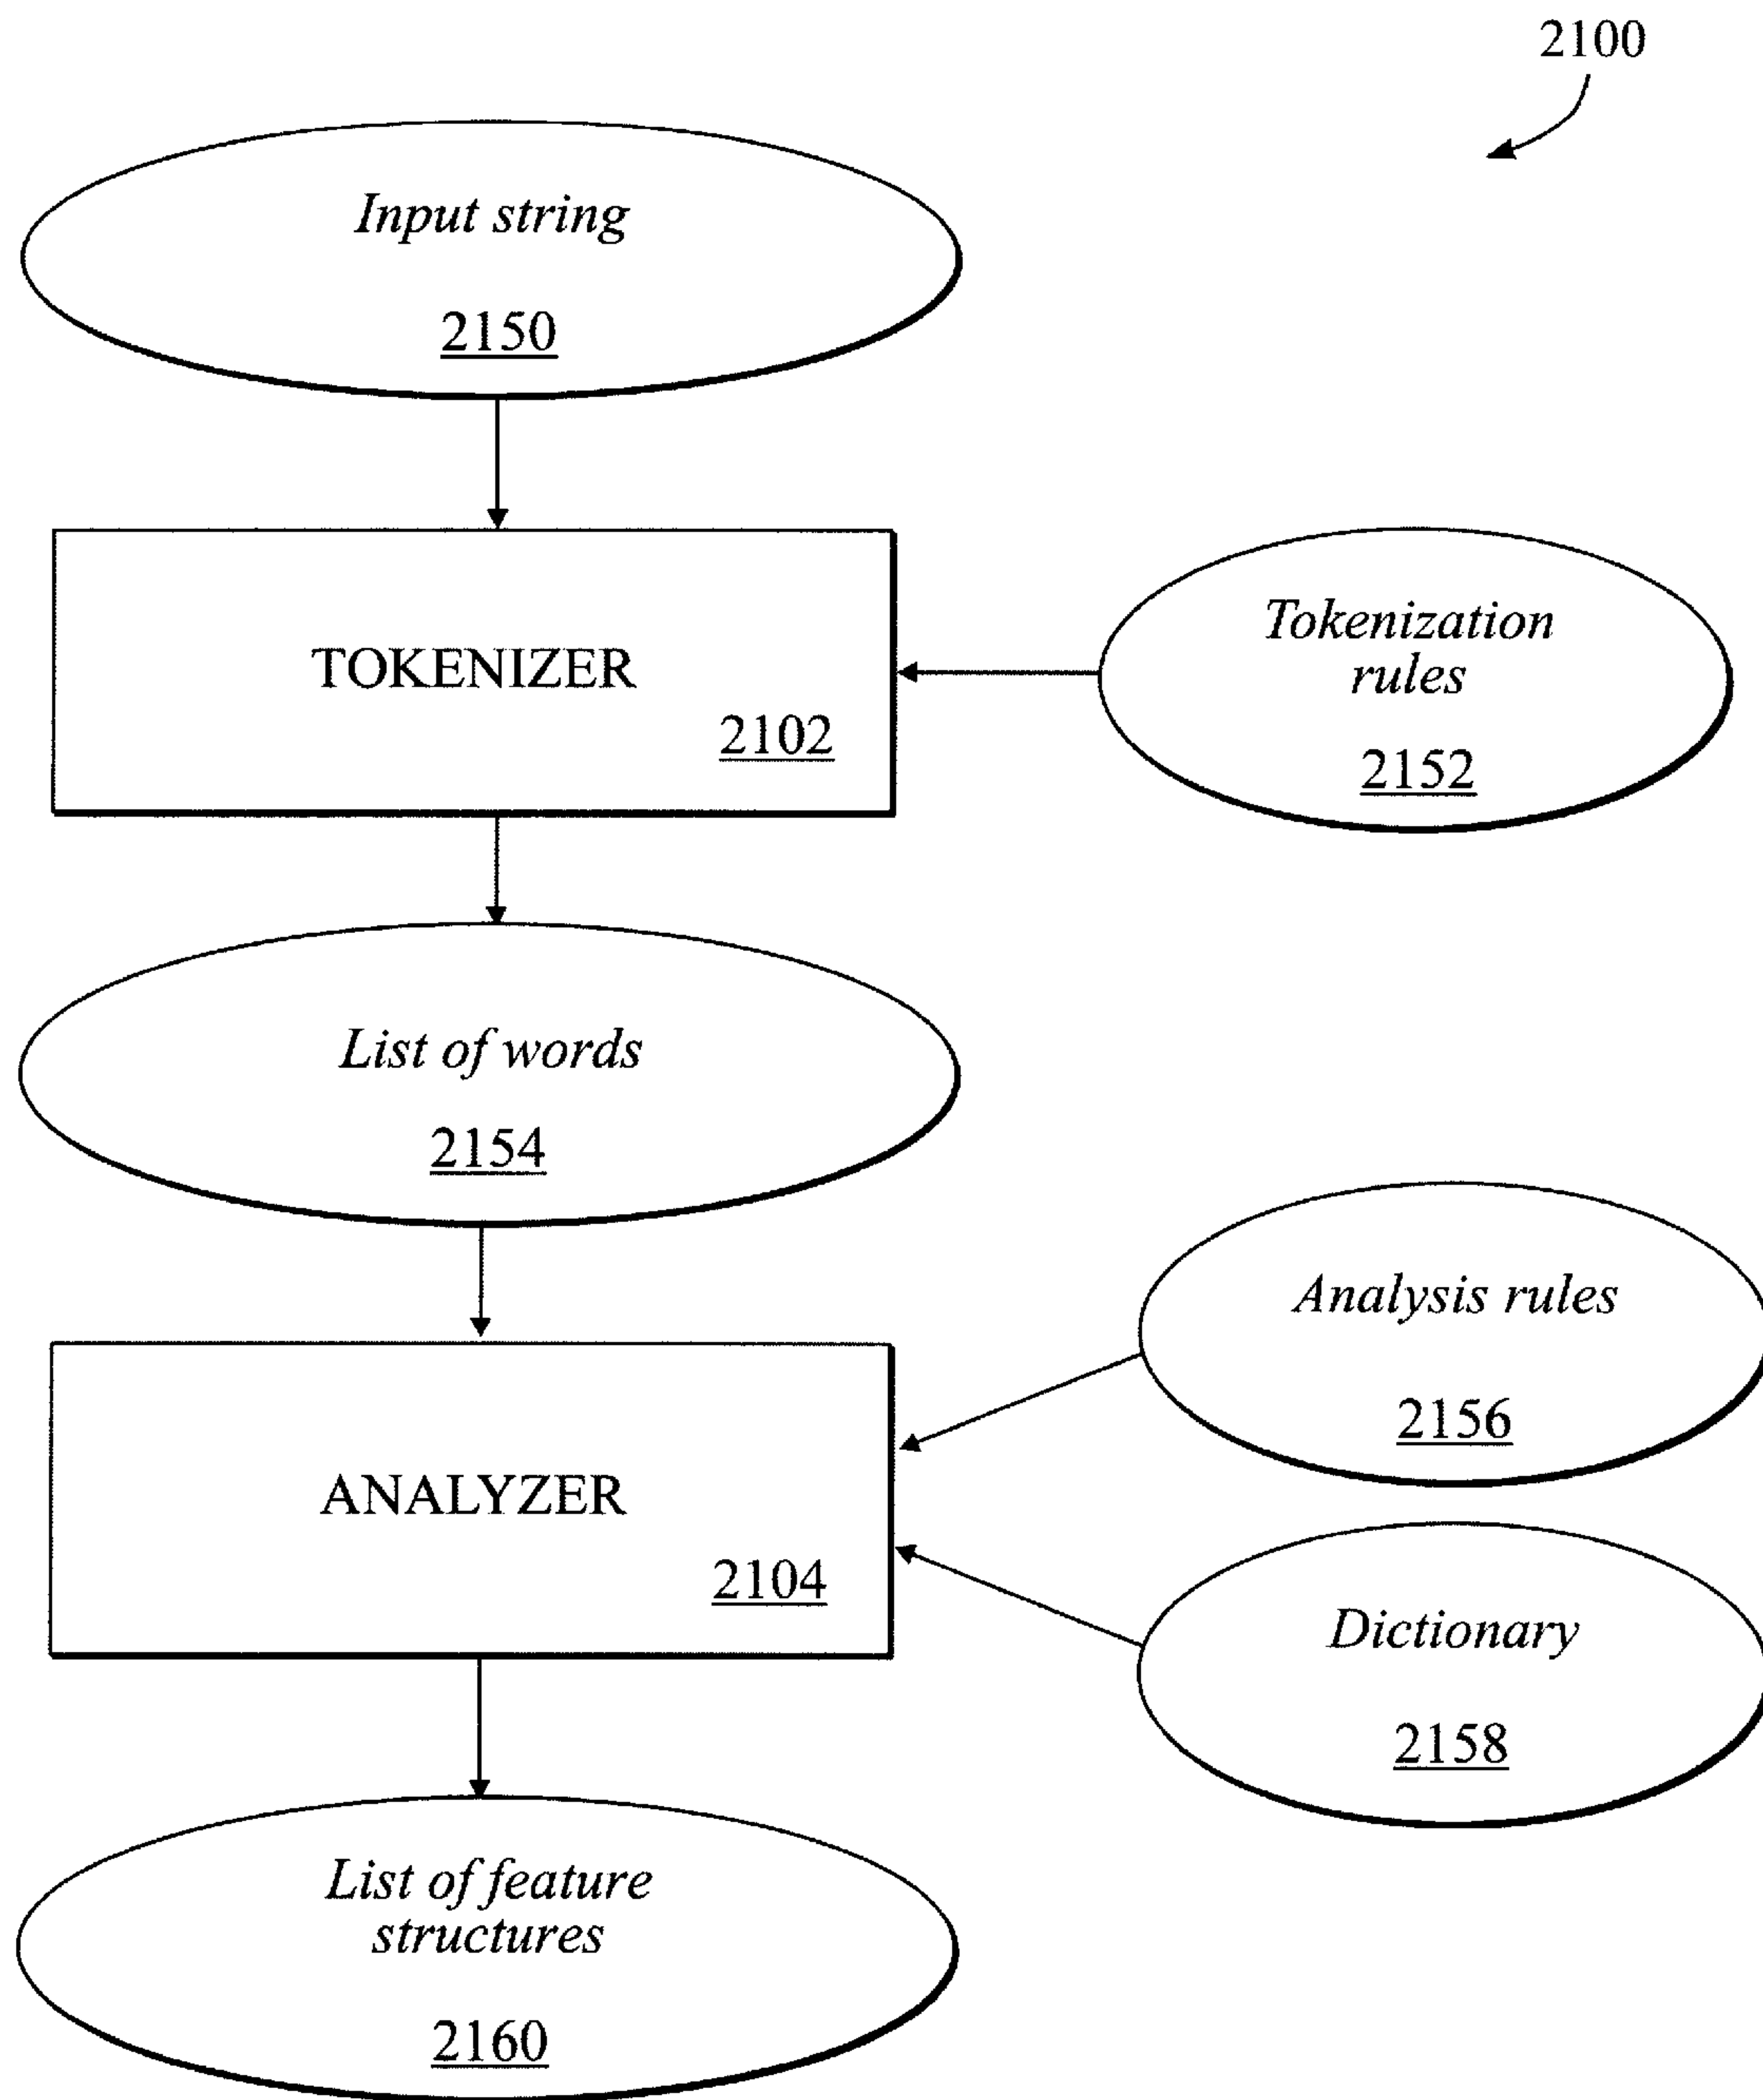 2100
Input string
2150
TOKENIZER
2102
Tokenization
rules
2152
List of words
2154
Analysis rules
2156
ANALYZER
2104
Dictionary
2158
List of feature
structures
2160